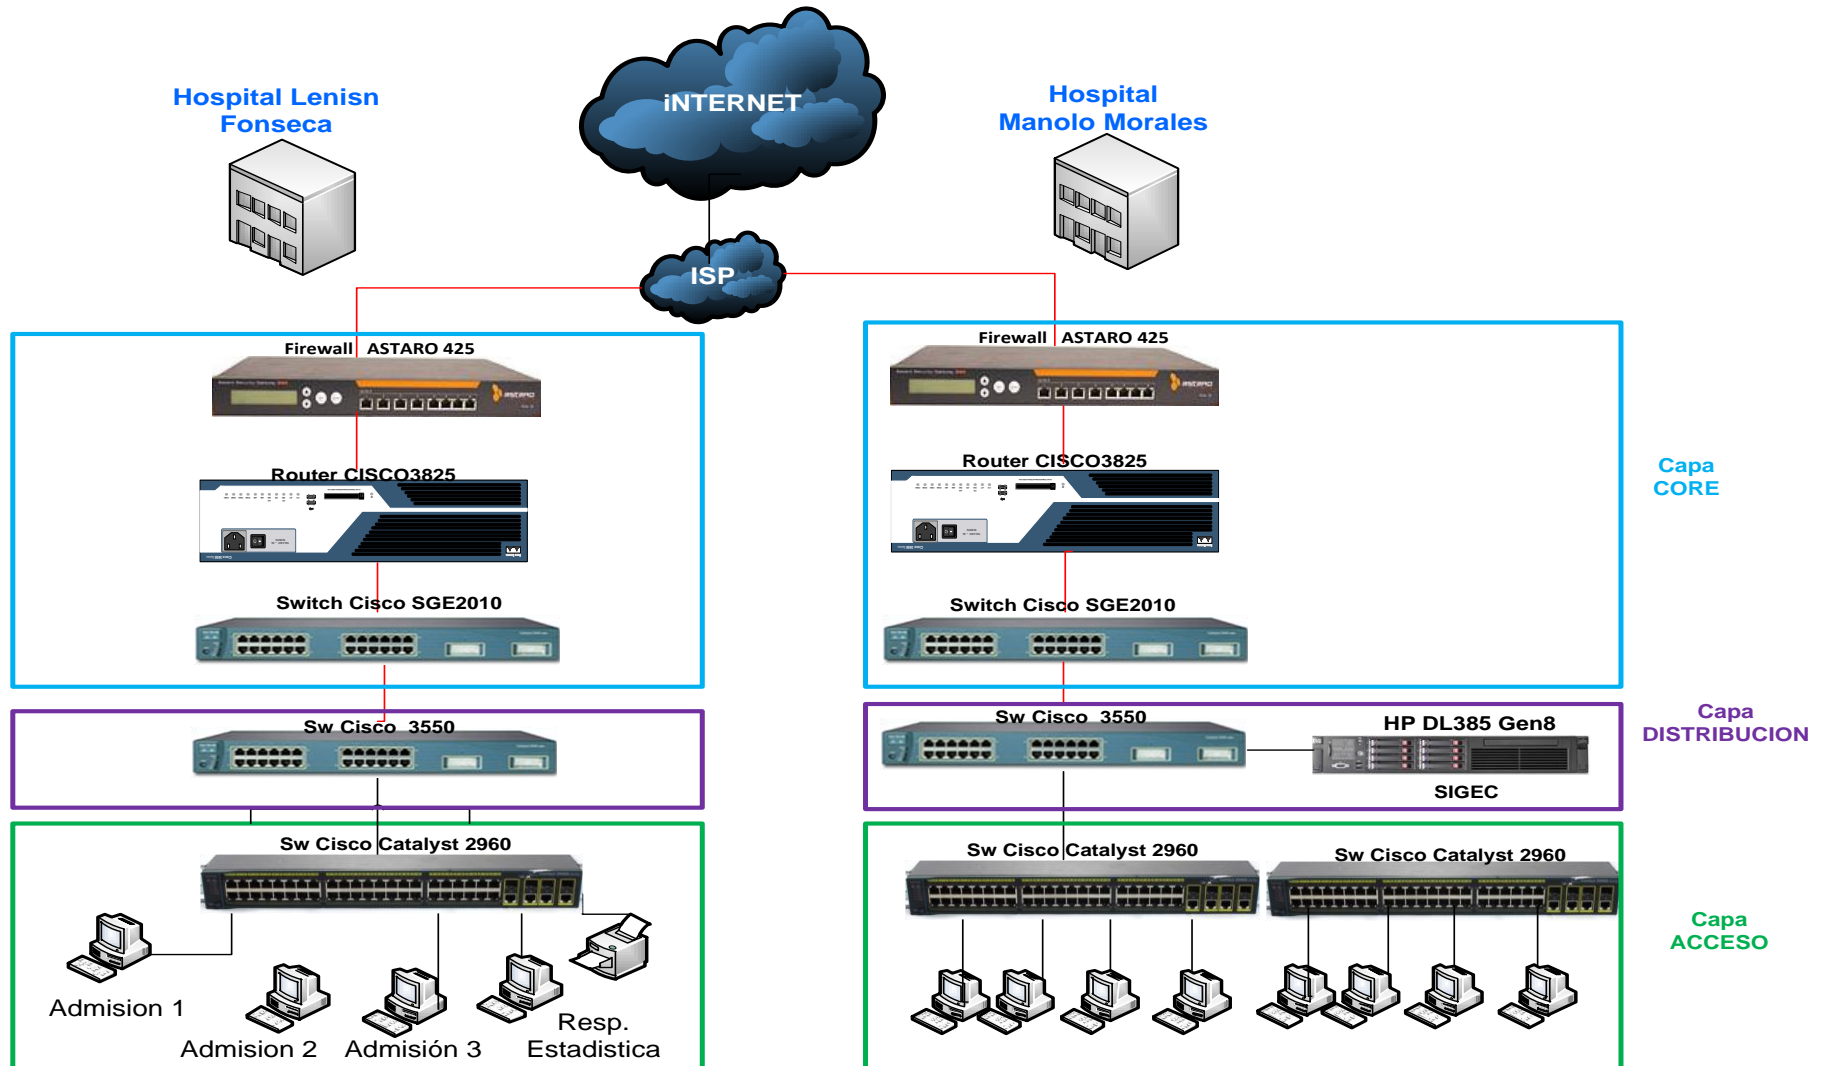 iNTERNET
Hospital Lenisn
Fonseca
Hospital
Manolo Morales
ISP
Firewall ASTARO 425
astaro
Router CISCO3825
Switch Cisco SGE2010
Sw Cisco 3550
Sw Cisco Catalyst 2960
Admision 1
Admision 2
Admisión 3
Resp.
Estadistica
Firewall ASTARO 425
astaro
Router CISCO3825
Switch Cisco SGE2010
Sw Cisco 3550
HP DL385 Gen8
SIGEC
Sw Cisco Catalyst 2960
Sw Cisco Catalyst 2960
Capa
CORE
Capa
DISTRIBUCION
Capa
ACCESO